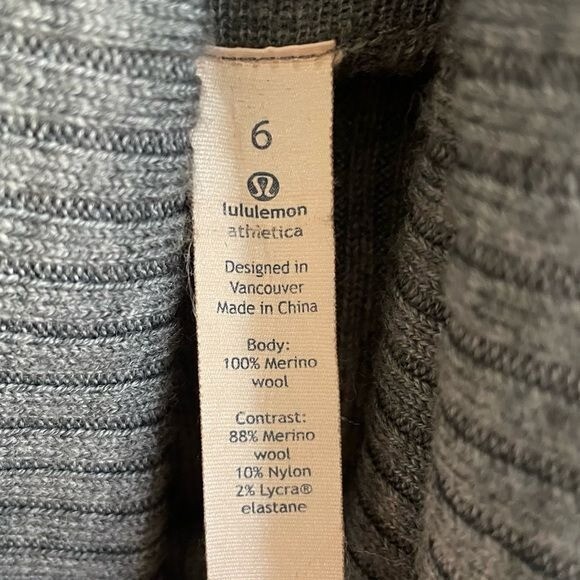 6
lululemon
athletica
Designed in
Vancouver
Made in China
Body:
100% Merino
wool
Contrast:
88% Merino
wool
10% Nylon
2% Lycra®
elastane